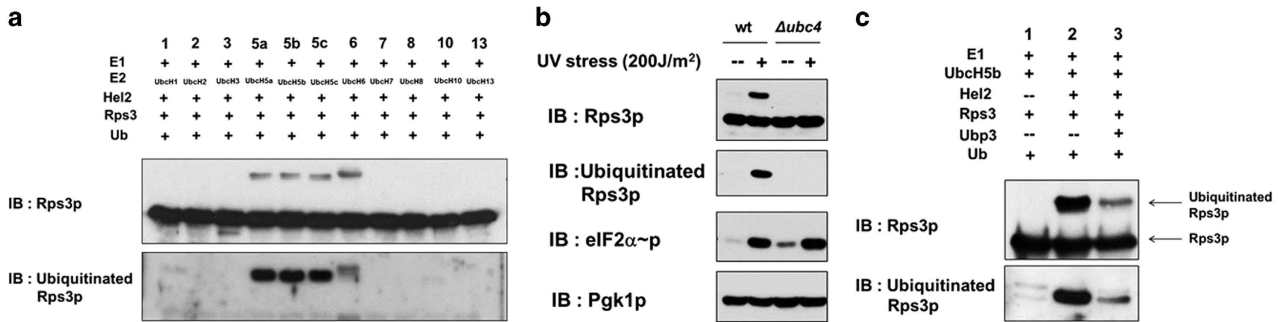 a
1 2 3 5a 5b 5c 6 7 8 10 13
E1 + + + + + + + + + + +
E2 UbcH1 UbcH2 UbcH3 UbcH5a UbcH5b UbcH5c UbcH6 UbcH7 UbcH8 UbcH10 UbcH13
Hel2 + + + + + + + + + + +
Rps3 + + + + + + + + + + +
Ub + + + + + + + + + + +
IB : Rps3p
IB : Ubiquitinated
Rps3p
b
wt Δubc4
UV stress (200J/m²) -- + -- +
IB : Rps3p
IB :Ubiquitinated
Rps3p
IB : eIF2α~p
IB : Pgk1p
c
1 2 3
E1 + + +
UbcH5b + + +
Hel2 -- + +
Rps3 + + +
Ubp3 -- -- +
Ub + + +
IB : Rps3p
Ubiquitinated
Rps3p
Rps3p
IB : Ubiquitinated
Rps3p